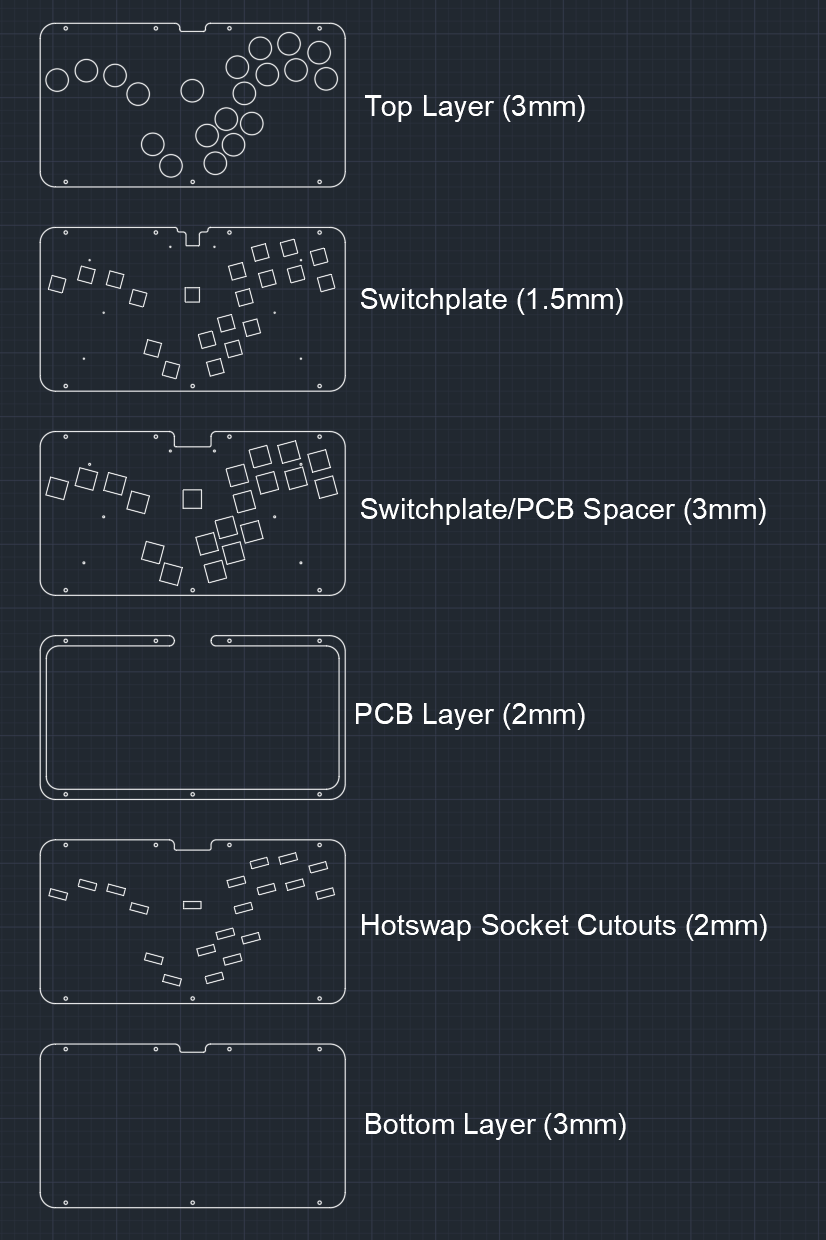 Top Layer (3mm)
Switchplate (1.5mm)
Switchplate/PCB Spacer (3mm)
PCB Layer (2mm)
Hotswap Socket Cutouts (2mm)
Bottom Layer (3mm)